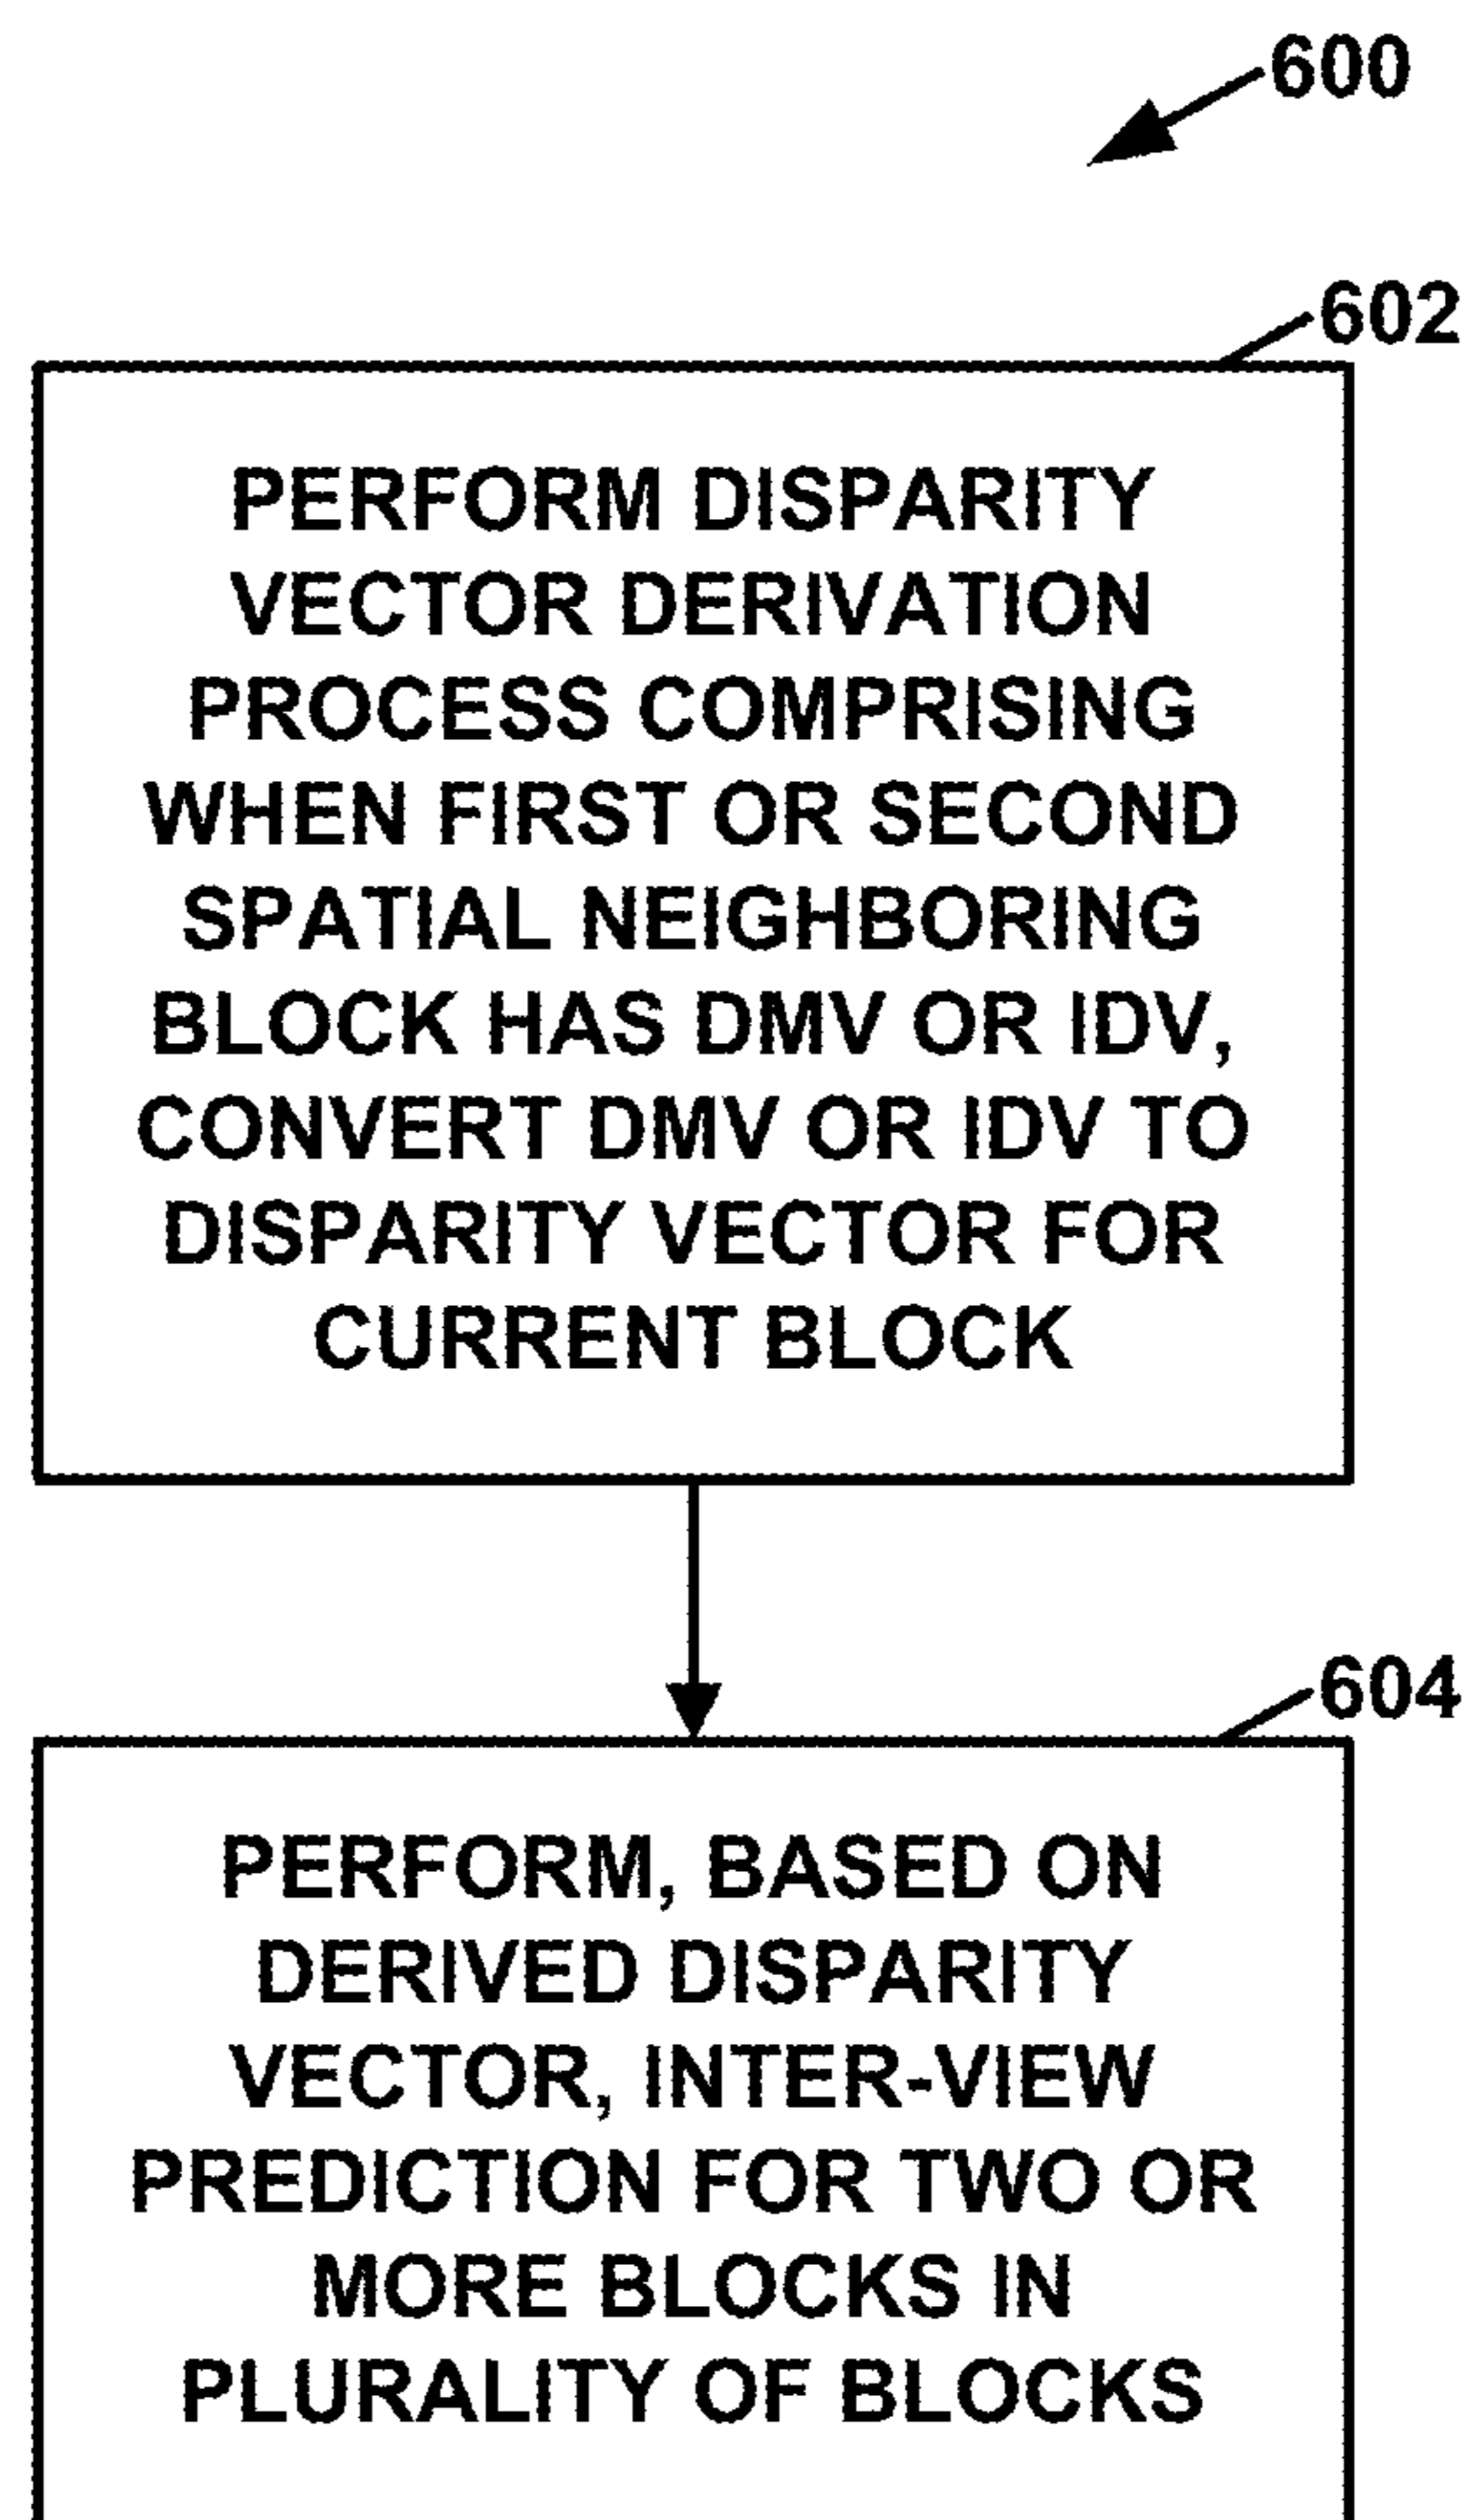 600
602
PERFORM DISPARITY
VECTOR DERIVATION
PROCESS COMPRISING
WHEN FIRST OR SECOND
SPATIAL NEIGHBORING
BLOCK HAS DMV OR IDV,
CONVERT DMV OR IDV TO
DISPARITY VECTOR FOR
CURRENT BLOCK
604
PERFORM, BASED ON
DERIVED DISPARITY
VECTOR, INTER-VIEW
PREDICTION FOR TWO OR
MORE BLOCKS IN
PLURALITY OF BLOCKS